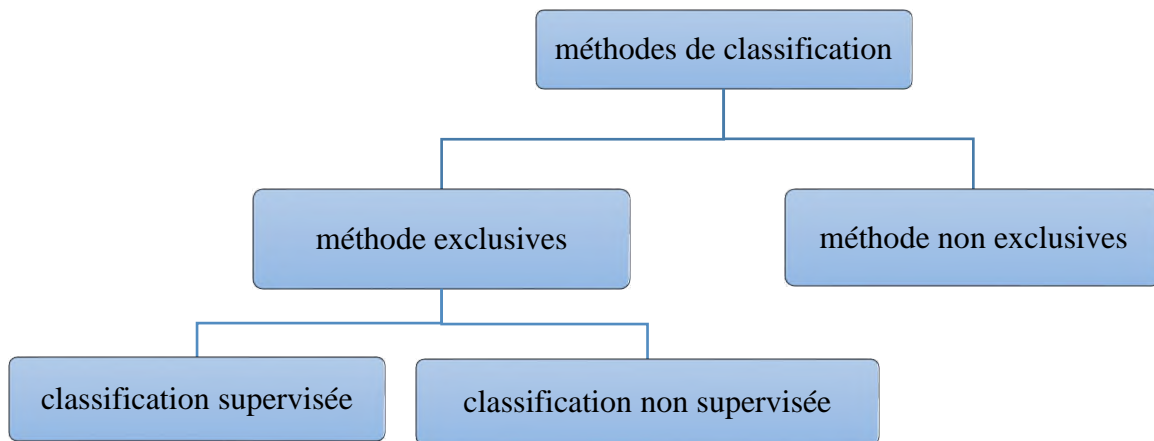 méthodes de classification
méthode exclusives
méthode non exclusives
classification supervisée
classification non supervisée